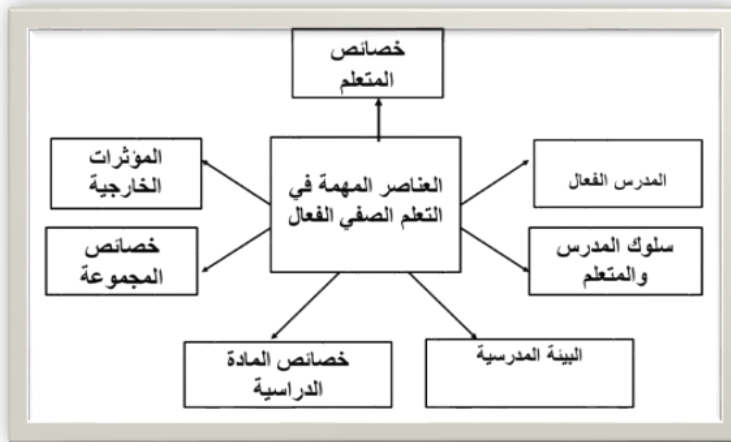 خصائص
المتعلم
المؤثرات
الخارجية
العناصر المهمة في
التعلم الصفي الفعال
المدرس الفعال
خصائص
المجموعة
سلوك المدرس
والمتعلم
خصائص المادة
الدراسية
البيئة المدرسية